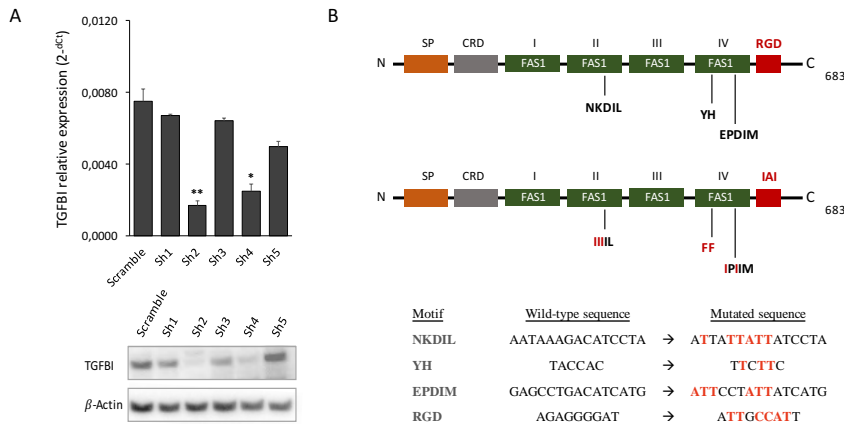 A
TGFBI relative expression (2-dCt)
0,0120
0,0080
0,0040
0,0000
**
*
Scramble
Sh1
Sh2
Sh3
Sh4
Sh5
Scramble
Sh1
Sh2
Sh3
Sh4
Sh5
TGFBI
β-Actin
B
SP CRD I II III IV RGD
N FAS1 FAS1 FAS1 FAS1 C
683
NKDIL YH
EPDIM
SP CRD I II III IV IAI
N FAS1 FAS1 FAS1 FAS1 C
683
IIIIL FF
IPIIM
Motif Wild-type sequence Mutated sequence
NKDIL AATAAAGACATCCTA → ATTATTATTATCCTA
YH TACCAC → TTCTTC
EPDIM GAGCCTGACATCATG → ATTCCTATTATCATG
RGD AGAGGGGAT → ATTGCCATT